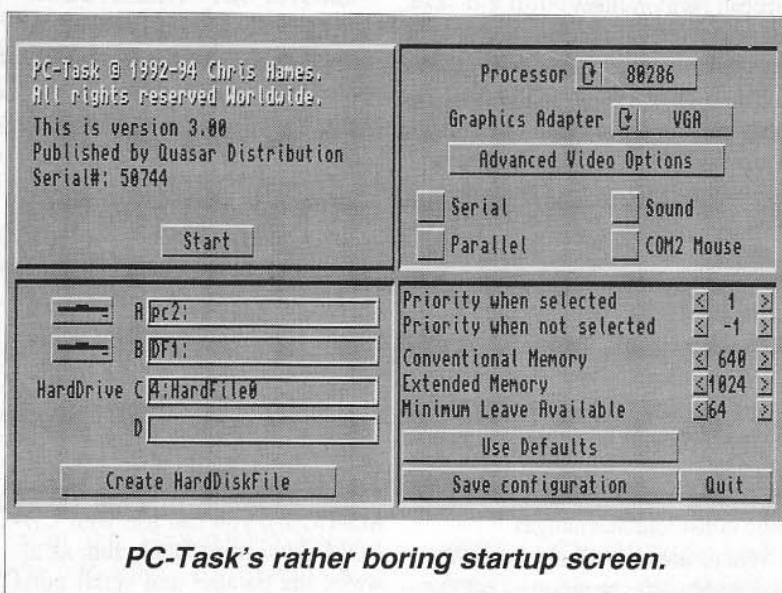 PC-Task © 1992-94 Chris Hames.
All rights reserved Worldwide.
This is version 3.00
Published by Quasar Distribution
Serial#: 50744
Start
Processor 80286
Graphics Adapter VGA
Advanced Video Options
Serial Sound
Parallel COM2 Mouse
A pc2:
B DF1:
HardDrive C 4:HardFile0
D
Create HardDiskFile
Priority when selected < 1 >
Priority when not selected < -1 >
Conventional Memory < 640 >
Extended Memory <1024 >
Minimum Leave Available <64 >
Use Defaults
Save configuration Quit
PC-Task's rather boring startup screen.